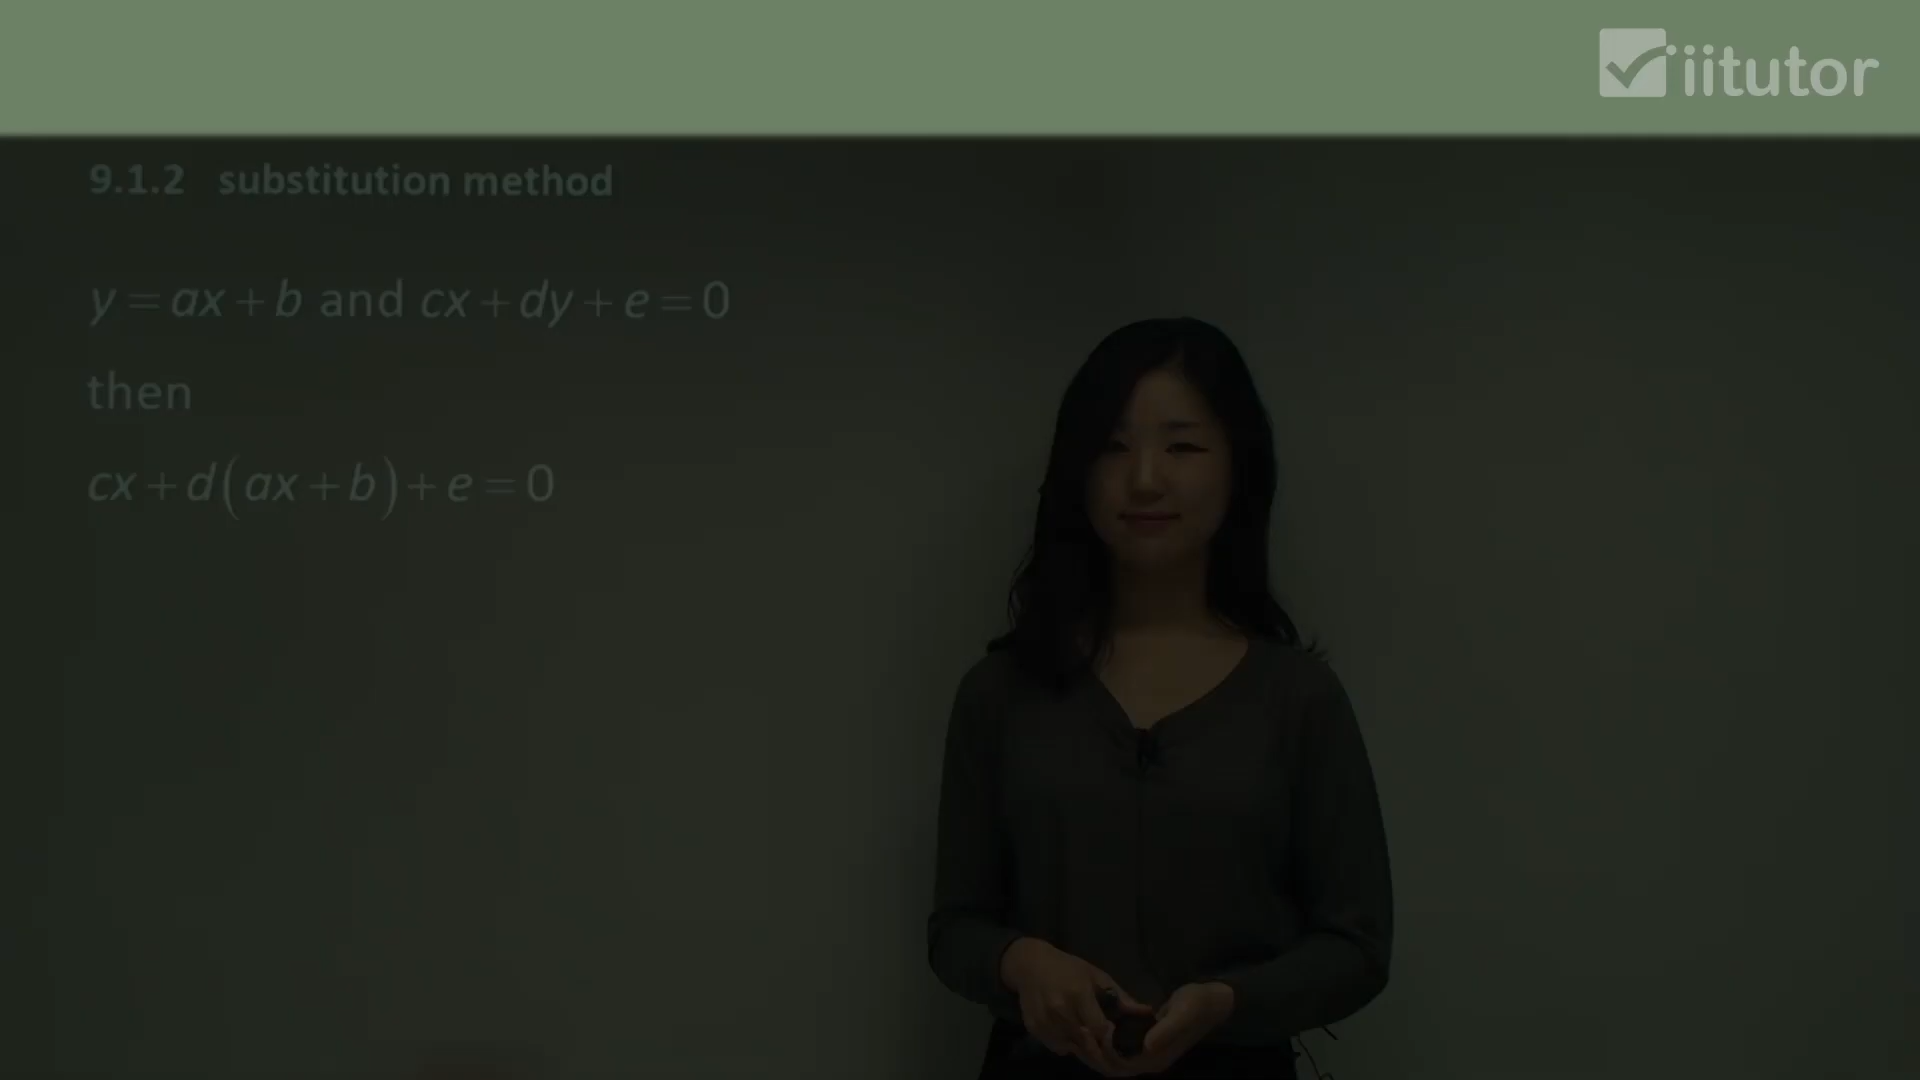 iitutor
9.1.2 substitution method
y = ax + b and cx + dy + e = 0
then
cx + d(ax + b) + e = 0